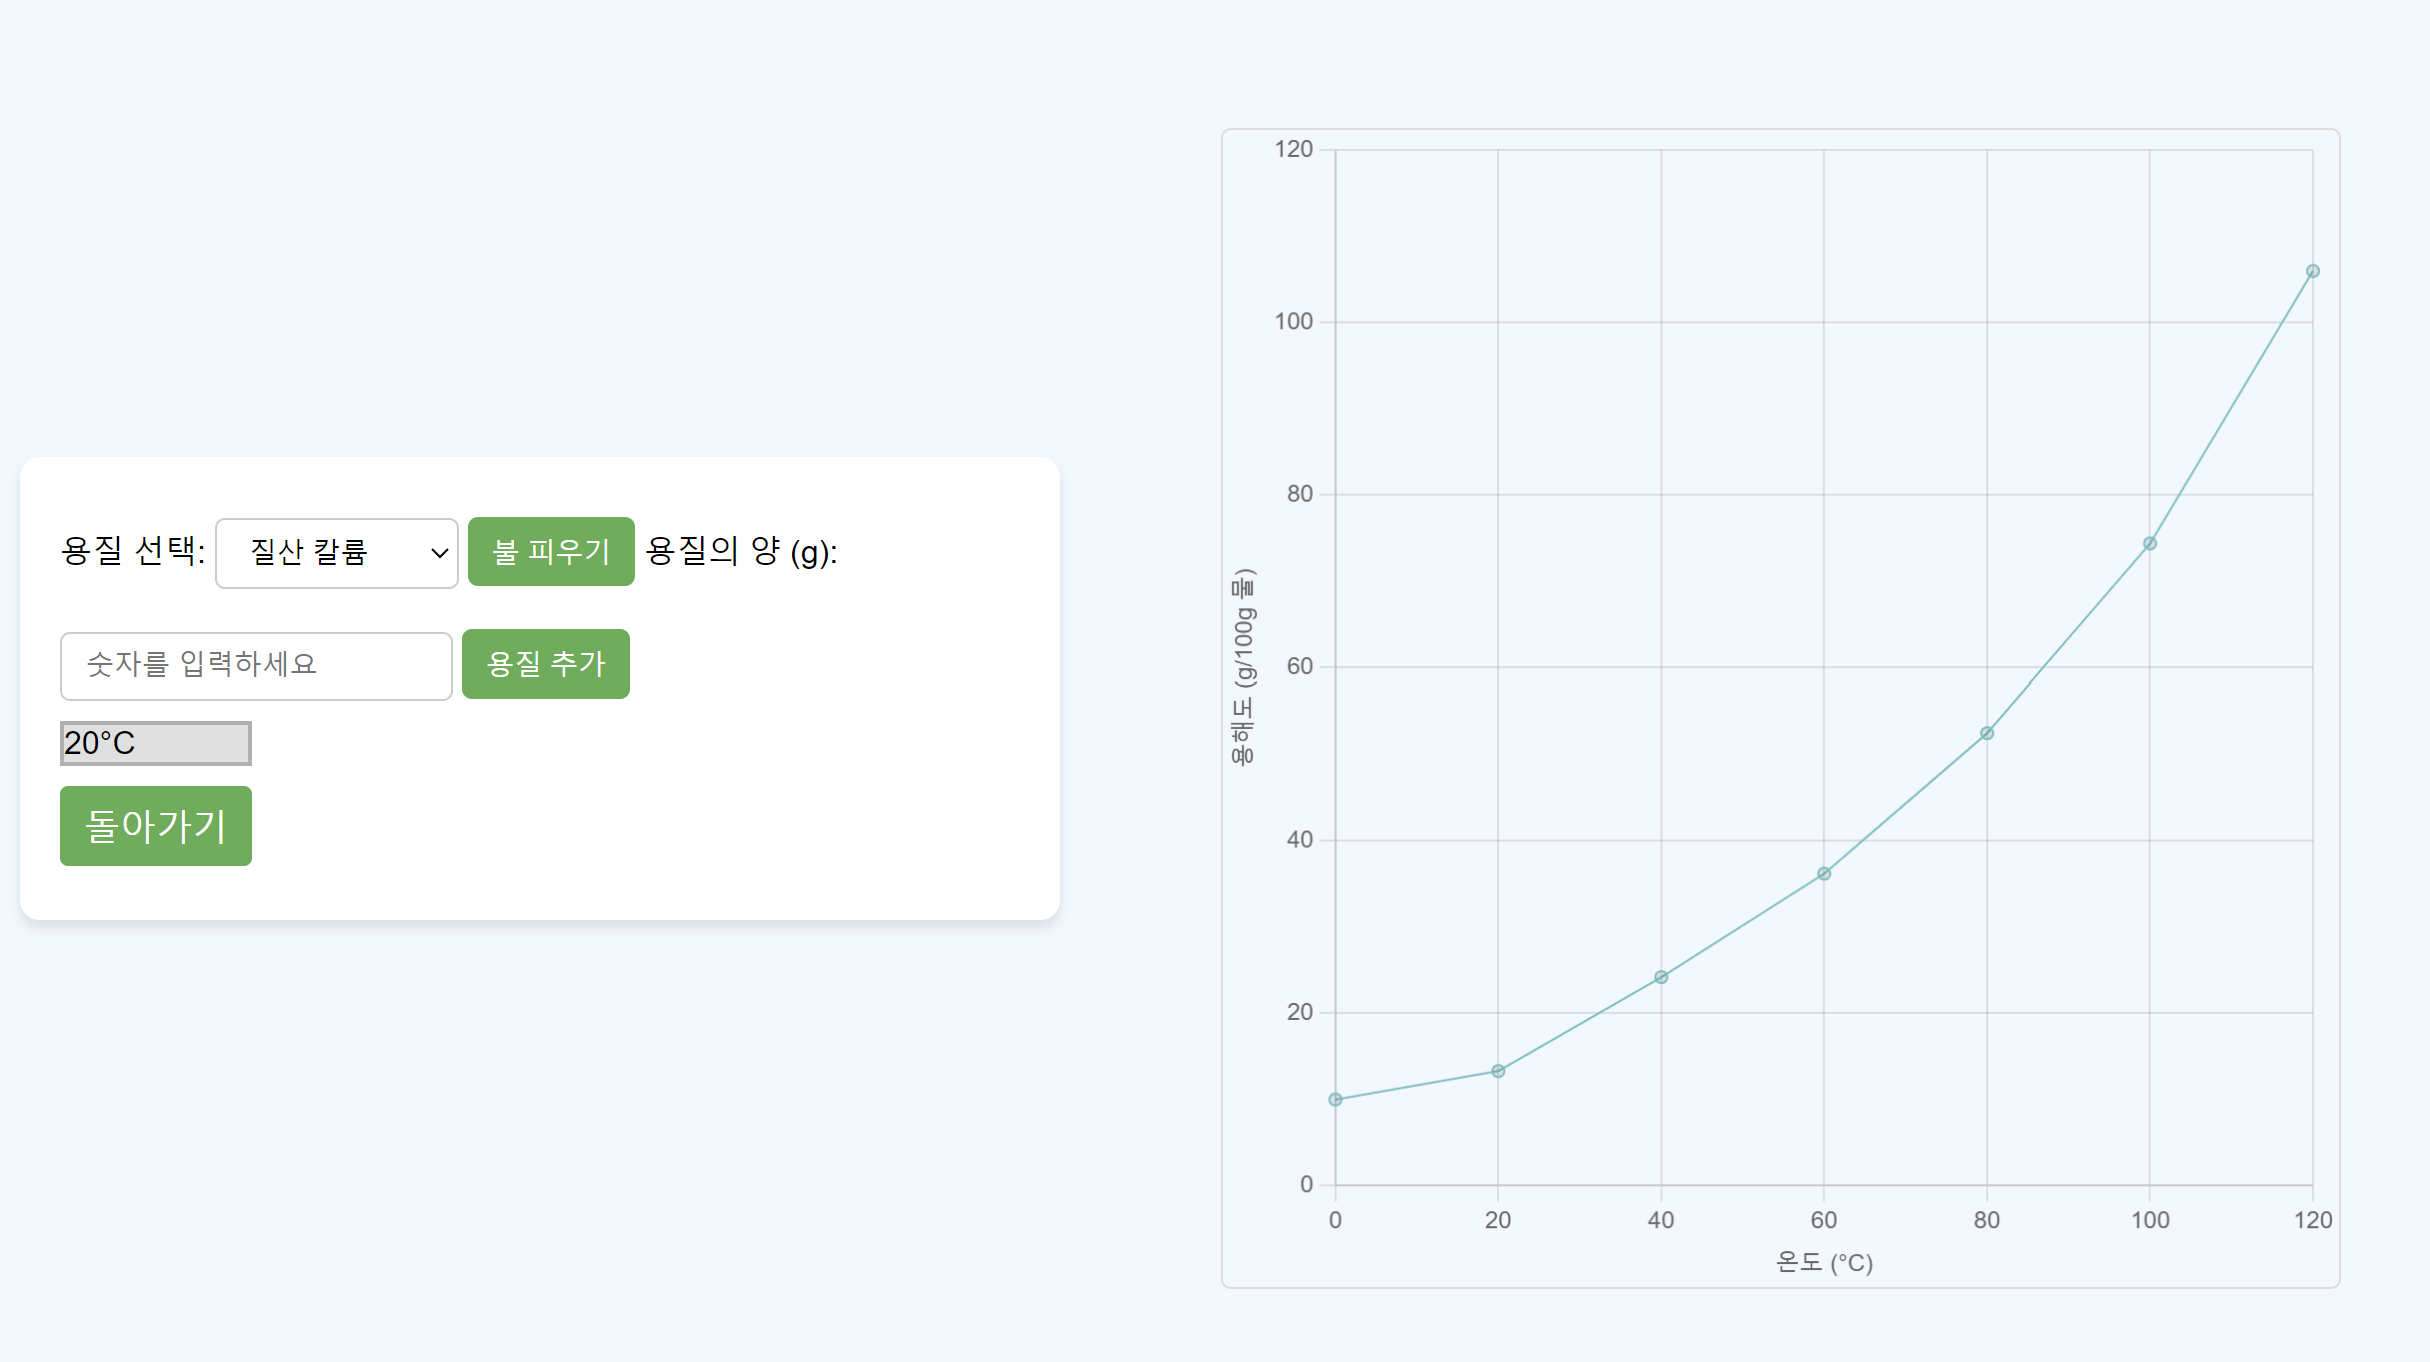 용질 선택: 질산 칼륨 불 피우기 용질의 양 (g):
숫자를 입력하세요 용질 추가
20°C
돌아가기
용해도 (g/100g 물)
120
100
80
60
40
20
0
0 20 40 60 80 100 120
온도 (°C)